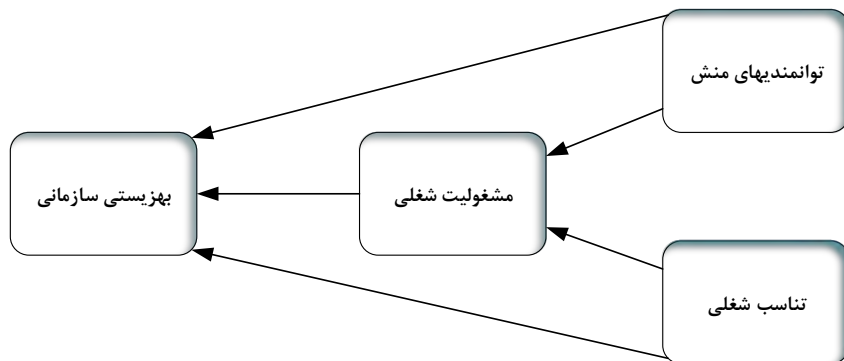 توانمندیهای منش
مشغولیت شغلی
بهزیستی سازمانی
تناسب شغلی